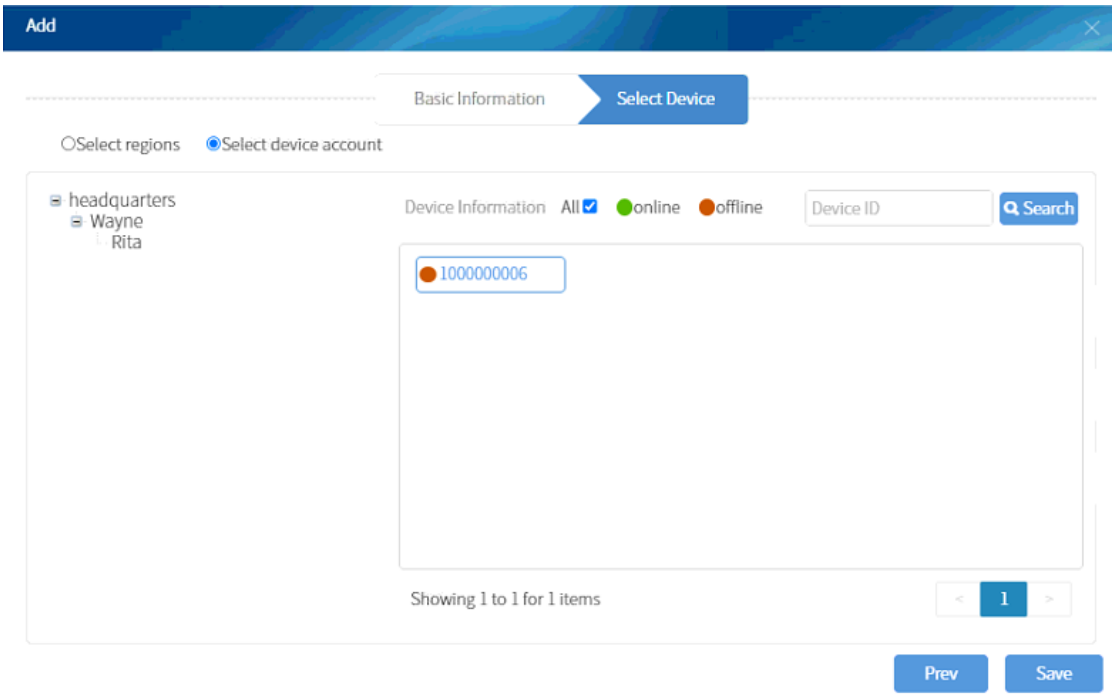 Add
Basic Information
Select Device
Select regions
Select device account
headquarters
Wayne
Rita
Device Information All online offline Device ID Search
1000000006
Showing 1 to 1 for 1 items
< 1 >
Prev Save